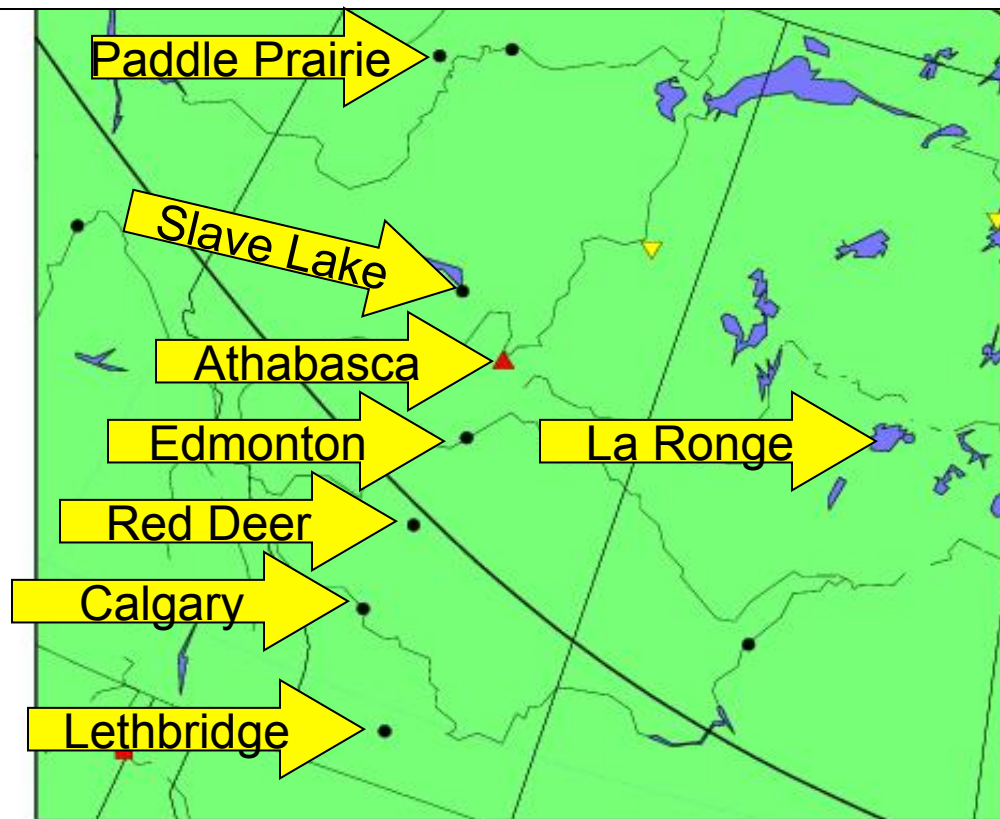 Paddle Prairie
Slave Lake
Athabasca
Edmonton
La Ronge
Red Deer
Calgary
Lethbridge